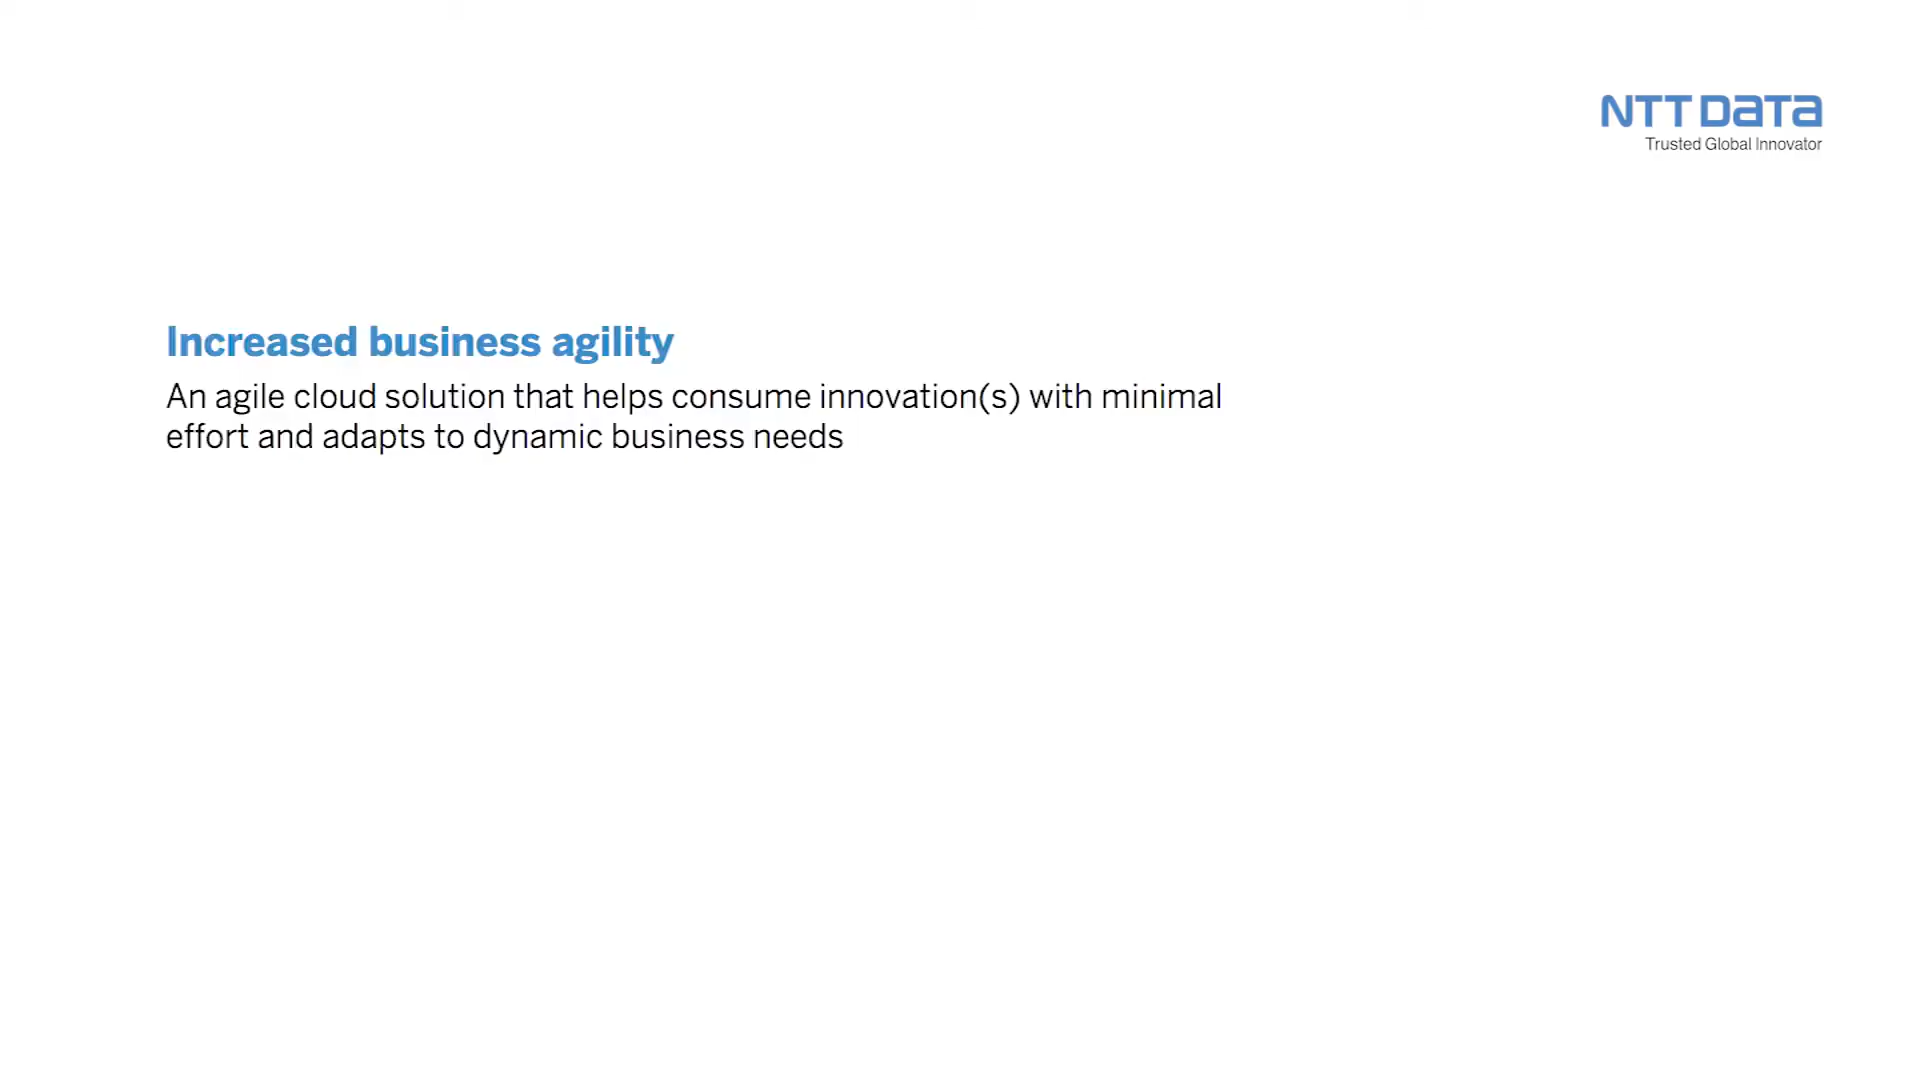 NTT DATA
Trusted Global Innovator
Increased business agility
An agile cloud solution that helps consume innovation(s) with minimal
effort and adapts to dynamic business needs